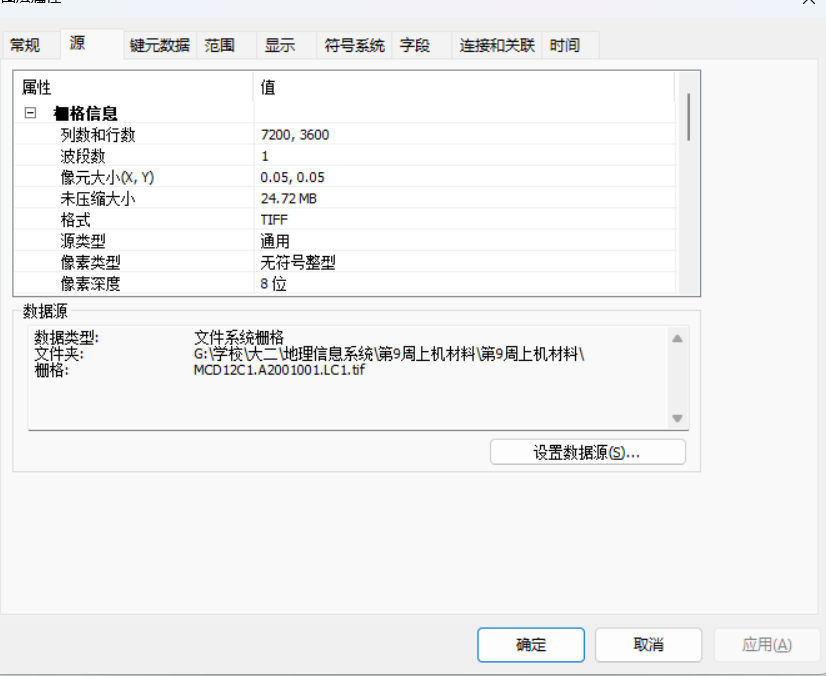 图层属性
常规 源 键元数据 范围 显示 符号系统 字段 连接和关联 时间
属性 值
栅格信息
列数和行数 7200, 3600
波段数 1
像元大小(X, Y) 0.05, 0.05
未压缩大小 24.72 MB
格式 TIFF
源类型 通用
像素类型 无符号整型
像素深度 8 位
数据源
数据类型: 文件系统栅格
文件夹: G:\学校\大二\地理信息系统\第9周上机材料\第9周上机材料\
栅格: MCD12C1.A2001001.LC1.tif
设置数据源(S)...
确定 取消 应用(A)